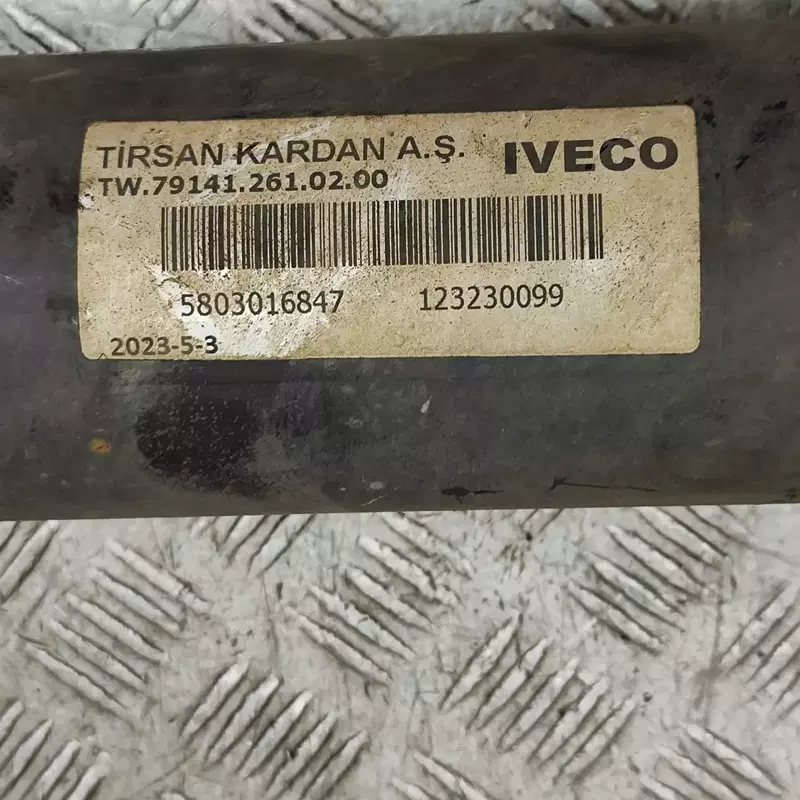 TİRSAN KARDAN A.Ş. IVECO
TW.79141.261.02.00
5803016847 123230099
2023-5-3